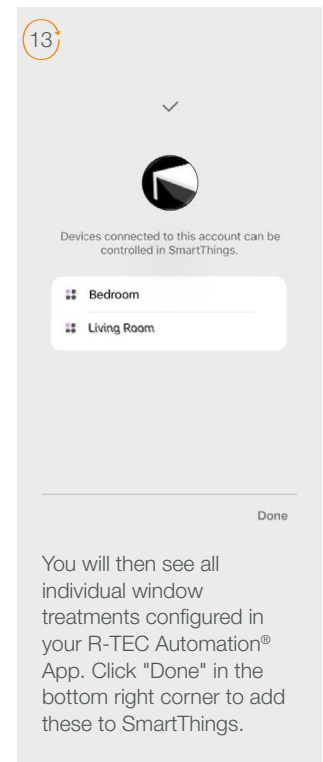 13
Devices connected to this account can be
controlled in SmartThings.
Bedroom
Living Room
Done
You will then see all
individual window
treatments configured in
your R-TEC Automation®
App. Click "Done" in the
bottom right corner to add
these to SmartThings.